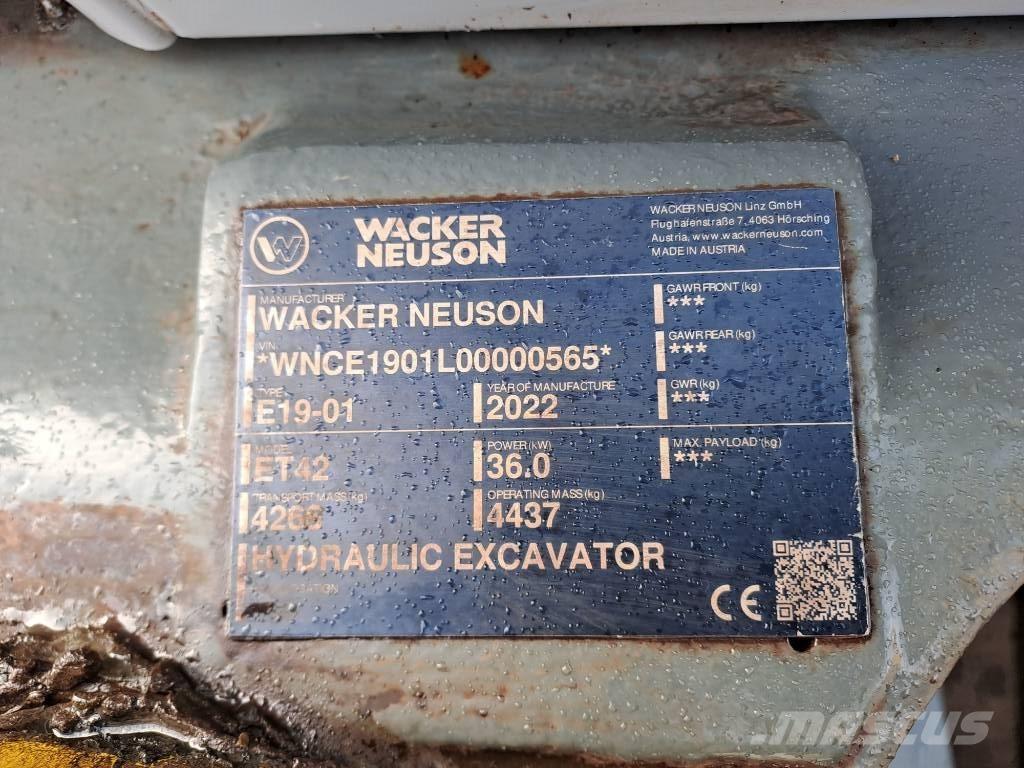 WACKER
NEUSON
WACKER NEUSON Linz GmbH
Flughafenstraße 7, 4063 Hörsching
Austria, www.wackerneuson.com
MADE IN AUSTRIA
MANUFACTURER
WACKER NEUSON
VIN
*WNCE1901L00000565*
TYPE
E19-01
YEAR OF MANUFACTURE
2022
GAWR FRONT (kg)
***
GAWR REAR (kg)
***
GWR (kg)
***
MODEL
ET42
POWER (kW)
36.0
MAX. PAYLOAD (kg)
***
TRANSPORT MASS (kg)
OPERATING MASS (kg)
4437
HYDRAULIC EXCAVATOR
CE
MASCUS